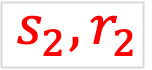 s₂, r₂